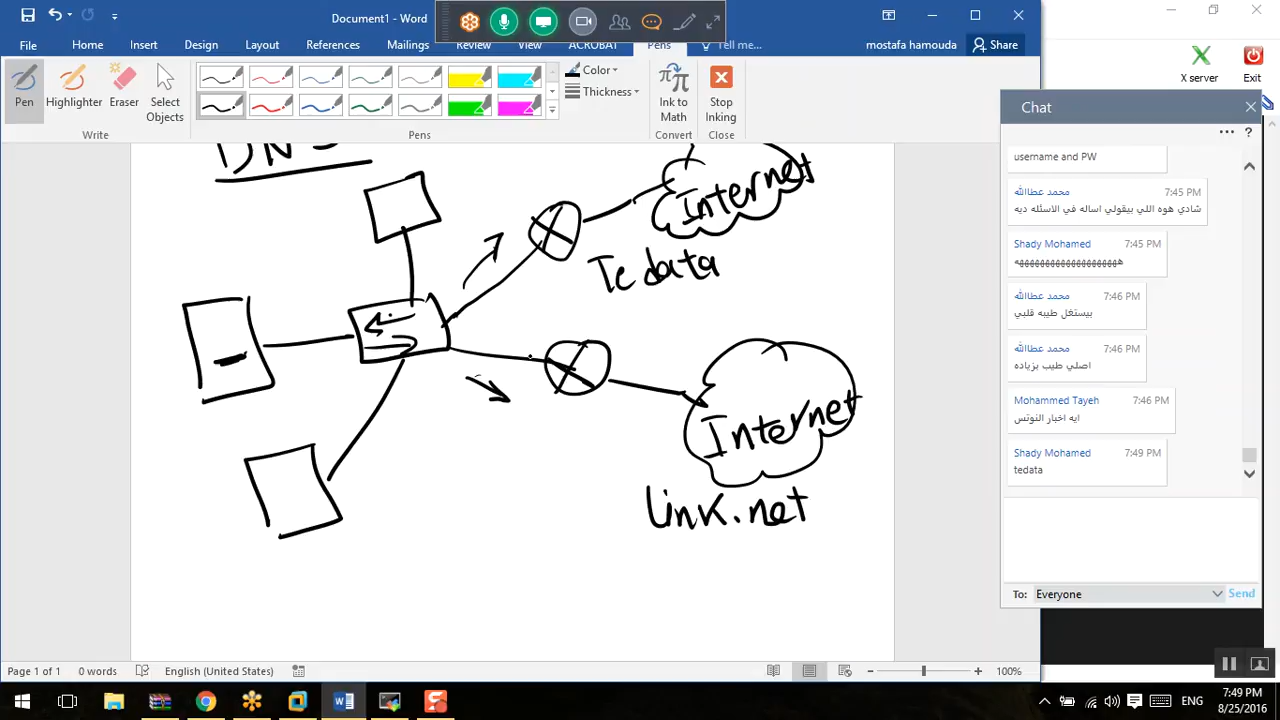 Document1 - Word
File
Home
Insert
Design
Layout
References
Mailings
Review
View
ACROBAT
Pens
Tell me...
mostafa hamouda
Share
Pen
Highlighter
Eraser
Select
Objects
Color
Thickness
Ink to
Math
Stop
Inking
Write
Pens
Convert
Close
X server
Exit
DNS
Internet
Te data
Internet
link.net
Chat
username and PW
محمد عطاالله
7:45 PM
شادي هوه اللي بيقولي اساله في الاسئله ديه
Shady Mohamed
7:45 PM
محمد عطاالله
7:46 PM
بيستغل طيبه قلبي
محمد عطاالله
7:46 PM
اصلي طيب بزياده
Mohammed Tayeh
7:46 PM
ايه اخبار النوتس
Shady Mohamed
7:49 PM
tedata
To:
Everyone
Send
Page 1 of 1
0 words
English (United States)
100%
ENG
7:49 PM
8/25/2016